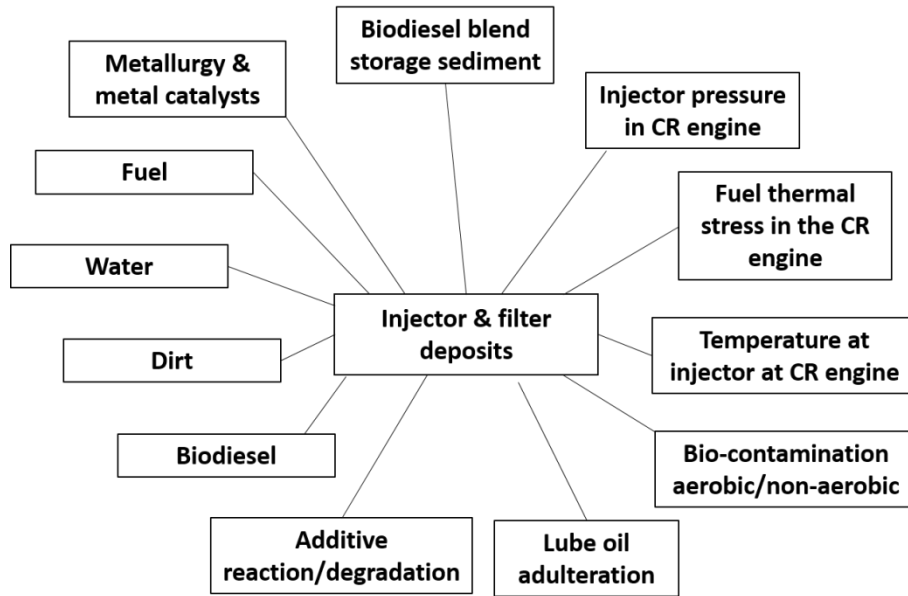 Biodiesel blend
storage sediment
Metallurgy &
metal catalysts
Injector pressure
in CR engine
Fuel
Fuel thermal
stress in the CR
engine
Water
Injector & filter
deposits
Dirt
Temperature at
injector at CR engine
Biodiesel
Bio-contamination
aerobic/non-aerobic
Additive
reaction/degradation
Lube oil
adulteration